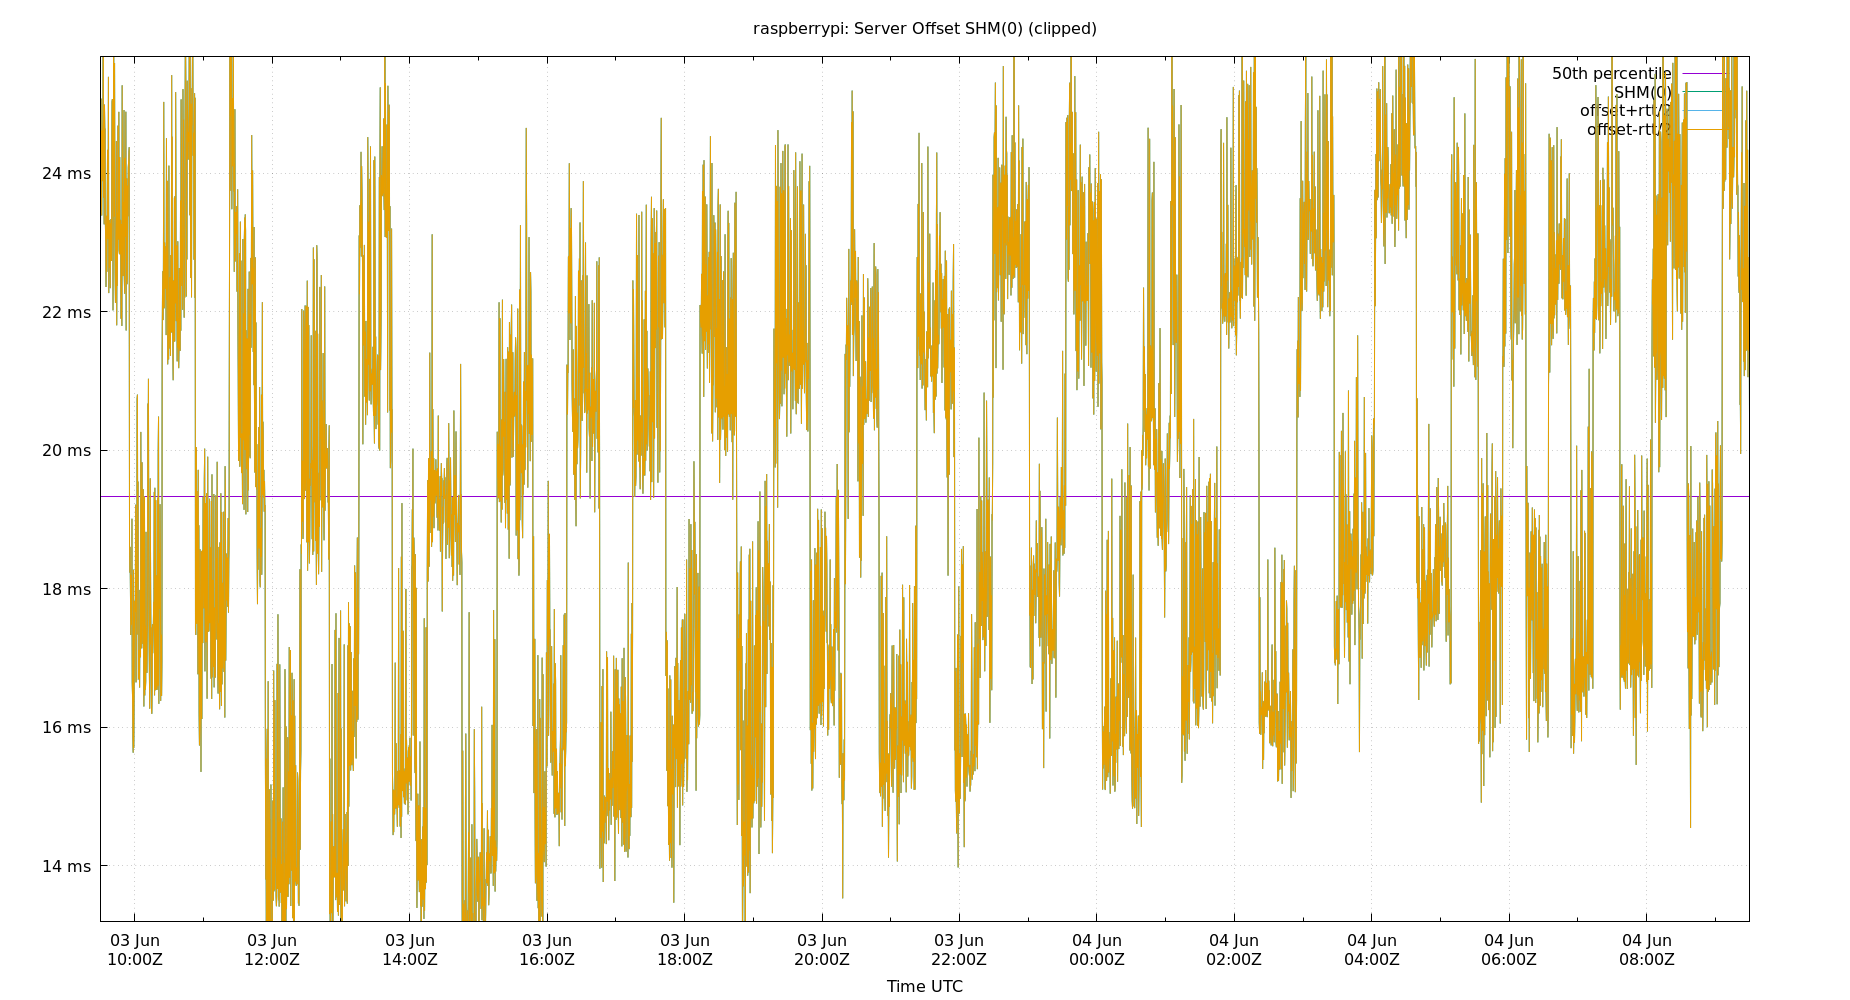 raspberrypi: Server Offset SHM(0) (clipped)
50th percentile
SHM(0)
offset+rtt/2
offset-rtt/2
24 ms
22 ms
20 ms
18 ms
16 ms
14 ms
03 Jun 03 Jun 03 Jun 03 Jun 03 Jun 03 Jun 03 Jun 04 Jun 04 Jun 04 Jun 04 Jun 04 Jun
10:00Z 12:00Z 14:00Z 16:00Z 18:00Z 20:00Z 22:00Z 00:00Z 02:00Z 04:00Z 06:00Z 08:00Z
Time UTC